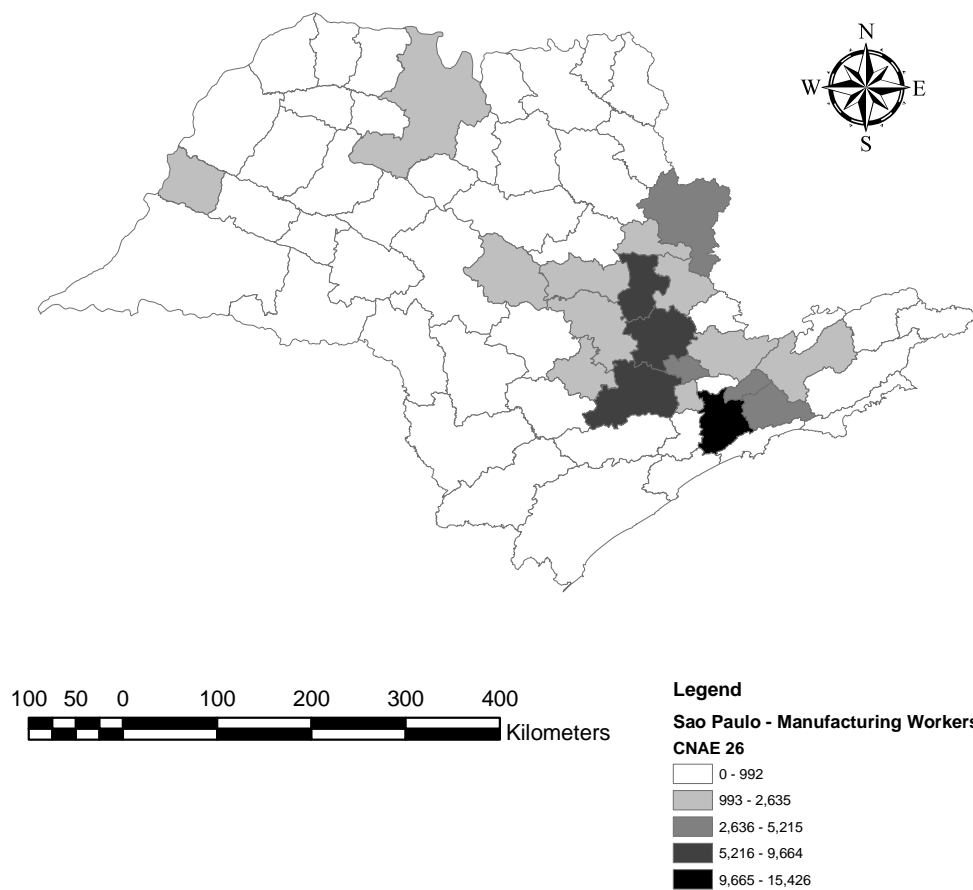 N
W E
S
100 50 0 100 200 300 400
Kilometers
Legend
Sao Paulo - Manufacturing Workers
CNAE 26
0 - 992
993 - 2,635
2,636 - 5,215
5,216 - 9,664
9,665 - 15,426